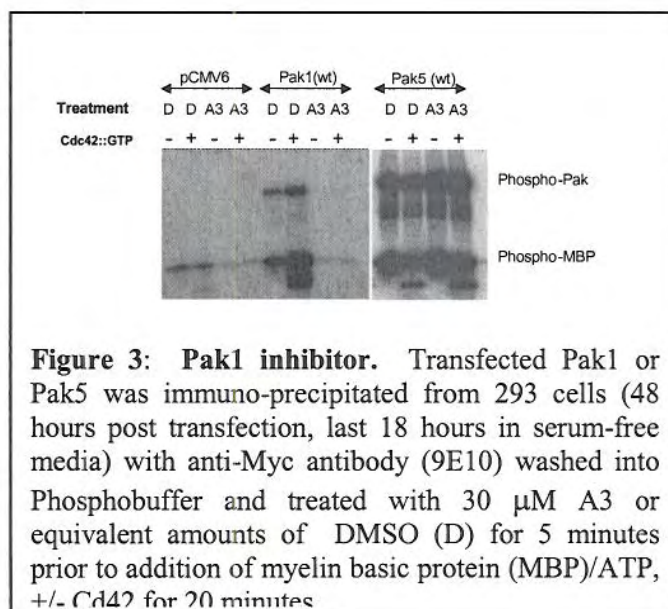 pCMV6 Pak1(wt) Pak5 (wt)
Treatment D D A3 A3 D D A3 A3 D D A3 A3
Cdc42::GTP - + - + - + - + - + - +
Phospho-Pak
Phospho-MBP
Figure 3: Pak1 inhibitor. Transfected Pak1 or
Pak5 was immuno-precipitated from 293 cells (48
hours post transfection, last 18 hours in serum-free
media) with anti-Myc antibody (9E10) washed into
Phosphobuffer and treated with 30 μM A3 or
equivalent amounts of DMSO (D) for 5 minutes
prior to addition of myelin basic protein (MBP)/ATP,
+/- Cd42 for 20 minutes